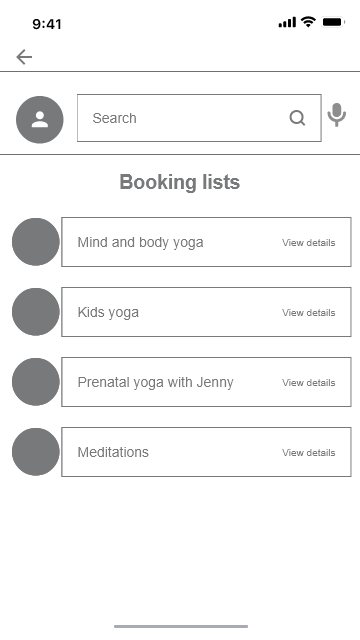 9:41
Search
Booking lists
Mind and body yoga View details
Kids yoga View details
Prenatal yoga with Jenny View details
Meditations View details